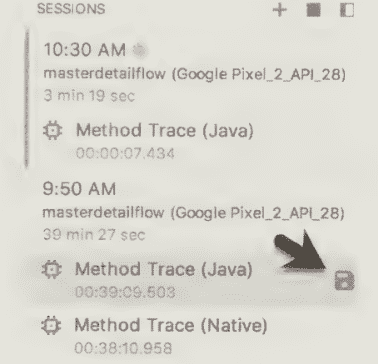 SESSIONS
10:30 AM
masterdetailflow (Google Pixel_2_API_28)
3 min 19 sec
Method Trace (Java)
00:00:07.434
9:50 AM
masterdetailflow (Google Pixel_2_API_28)
39 min 27 sec
Method Trace (Java)
00:39:09.503
Method Trace (Native)
00:38:10.958